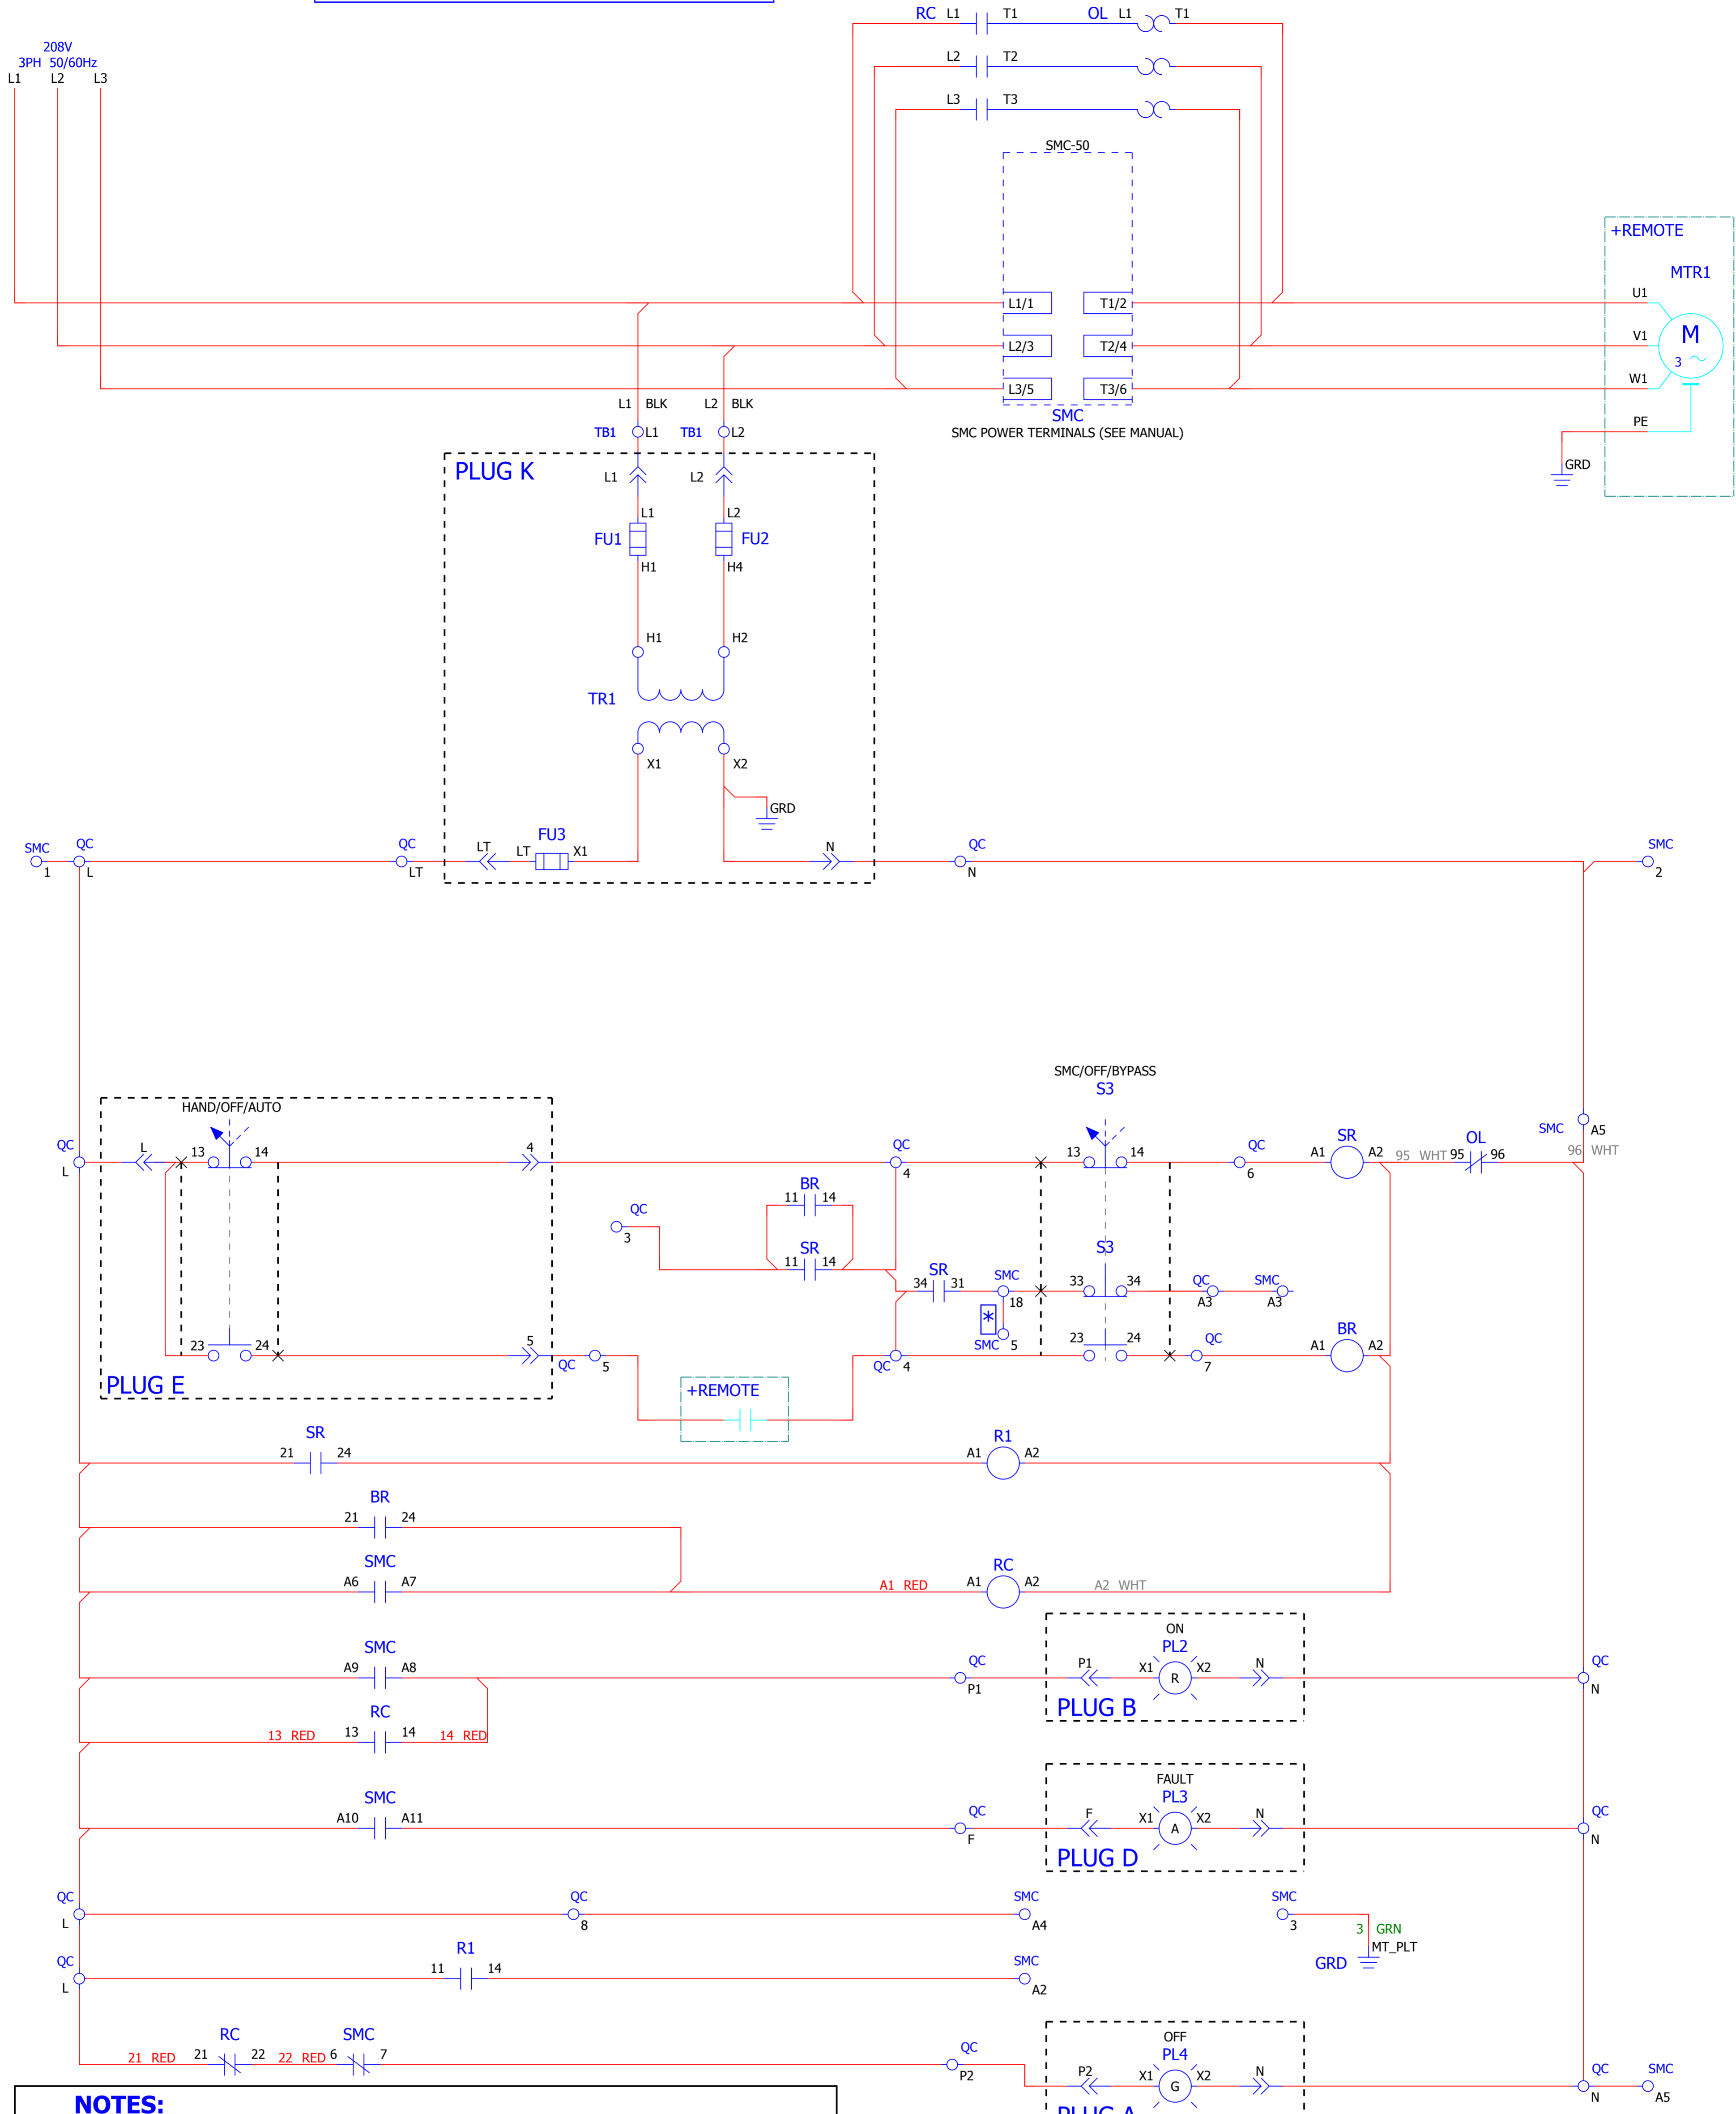 RC L1 T1 OL L1 T1
208V
3PH 50/60Hz
L1 L2 L3
L2 T2
L3 T3
SMC-50
+REMOTE
MTR1
L1/1 T1/2 U1
L2/3 T2/4 V1
M
3
L3/5 T3/6 W1
L1 BLK L2 BLK
SMC
PE
TB1 L1 TB1 L2
SMC POWER TERMINALS (SEE MANUAL)
PLUG K
L1 L2
GRD
L1 L2
FU1 FU2
H1 H4
H1 H2
TR1
X1 X2
GRD
FU3
SMC QC QC LT LT X1 N QC SMC
1 L LT N 2
SMC/OFF/BYPASS
S3
HAND/OFF/AUTO
SMC A5
QC L 13 14 4 QC 13 14 QC SR OL
A1 A2 95 WHT 95 96 96 WHT
L 4 6
BR
11 14
QC
3
SR
11 14
S3
SR
34 31 SMC 33 34 QC SMC
18 A3 A3
*
23 24 5 SMC 5 23 24 QC BR
A1 A2
QC 5 QC 4 7
PLUG E
+REMOTE
SR R1
21 24 A1 A2
BR
21 24
SMC RC
A6 A7 A1 RED A1 A2 A2 WHT
ON
SMC PL2
A9 A8 QC P1 X1 R X2 N QC
P1 N
PLUG B
RC
13 RED 13 14 14 RED
FAULT
SMC PL3
A10 A11 QC F X1 A X2 N QC
F N
PLUG D
QC QC SMC SMC
L 8 A4 3
3 GRN
MT_PLT
GRD
QC R1 SMC
11 14
L A2
OFF
RC SMC PL4
21 RED 21 22 22 RED 6 7 QC P2 X1 G X2 N QC SMC
P2 N A5
NOTES:
PLUG A